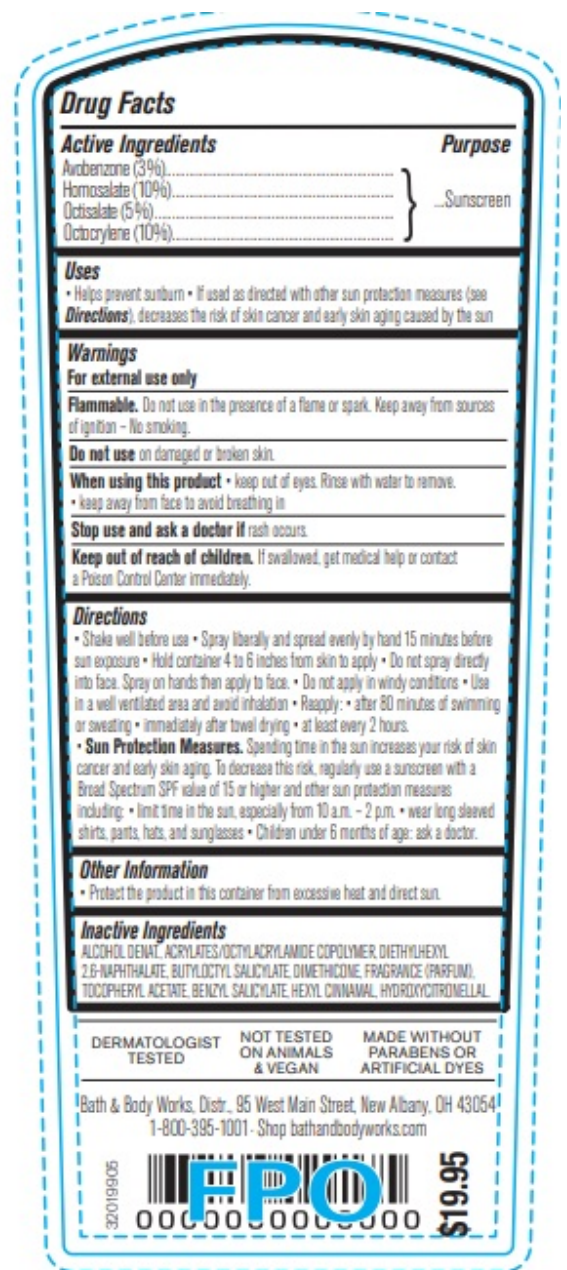 Drug Facts
Active Ingredients Purpose
Avobenzone (3%)
Homosalate (10%)
Octisalate (5%)
Octocrylene (10%)
...Sunscreen
Uses
• Helps prevent sunburn • If used as directed with other sun protection measures (see
Directions), decreases the risk of skin cancer and early skin aging caused by the sun
Warnings
For external use only
Flammable. Do not use in the presence of a flame or spark. Keep away from sources
of ignition – No smoking.
Do not use on damaged or broken skin.
When using this product • keep out of eyes. Rinse with water to remove.
• keep away from face to avoid breathing in
Stop use and ask a doctor if rash occurs.
Keep out of reach of children. If swallowed, get medical help or contact
a Poison Control Center immediately.
Directions
• Shake well before use • Spray liberally and spread evenly by hand 15 minutes before
sun exposure • Hold container 4 to 6 inches from skin to apply • Do not spray directly
into face. Spray on hands then apply to face. • Do not apply in windy conditions • Use
in a well ventilated area and avoid inhalation • Reapply: • after 80 minutes of swimming
or sweating • immediately after towel drying • at least every 2 hours.
• Sun Protection Measures. Spending time in the sun increases your risk of skin
cancer and early skin aging. To decrease this risk, regularly use a sunscreen with a
Broad Spectrum SPF value of 15 or higher and other sun protection measures
including: • limit time in the sun, especially from 10 a.m. – 2 p.m. • wear long sleeved
shirts, pants, hats, and sunglasses • Children under 6 months of age: ask a doctor.
Other Information
• Protect the product in this container from excessive heat and direct sun.
Inactive Ingredients
ALCOHOL DENAT., ACRYLATES/OCTYLACRYLAMIDE COPOLYMER, DIETHYLHEXYL
2,6-NAPHTHALATE, BUTYLOCTYL SALICYLATE, DIMETHICONE, FRAGRANCE (PARFUM),
TOCOPHERYL ACETATE, BENZYL SALICYLATE, HEXYL CINNAMAL, HYDROXYCITRONELLAL.
DERMATOLOGIST
TESTED
NOT TESTED
ON ANIMALS
& VEGAN
MADE WITHOUT
PARABENS OR
ARTIFICIAL DYES
Bath & Body Works, Distr., 95 West Main Street, New Albany, OH 43054
1-800-395-1001 · Shop bathandbodyworks.com
32019905
FPO
$19.95